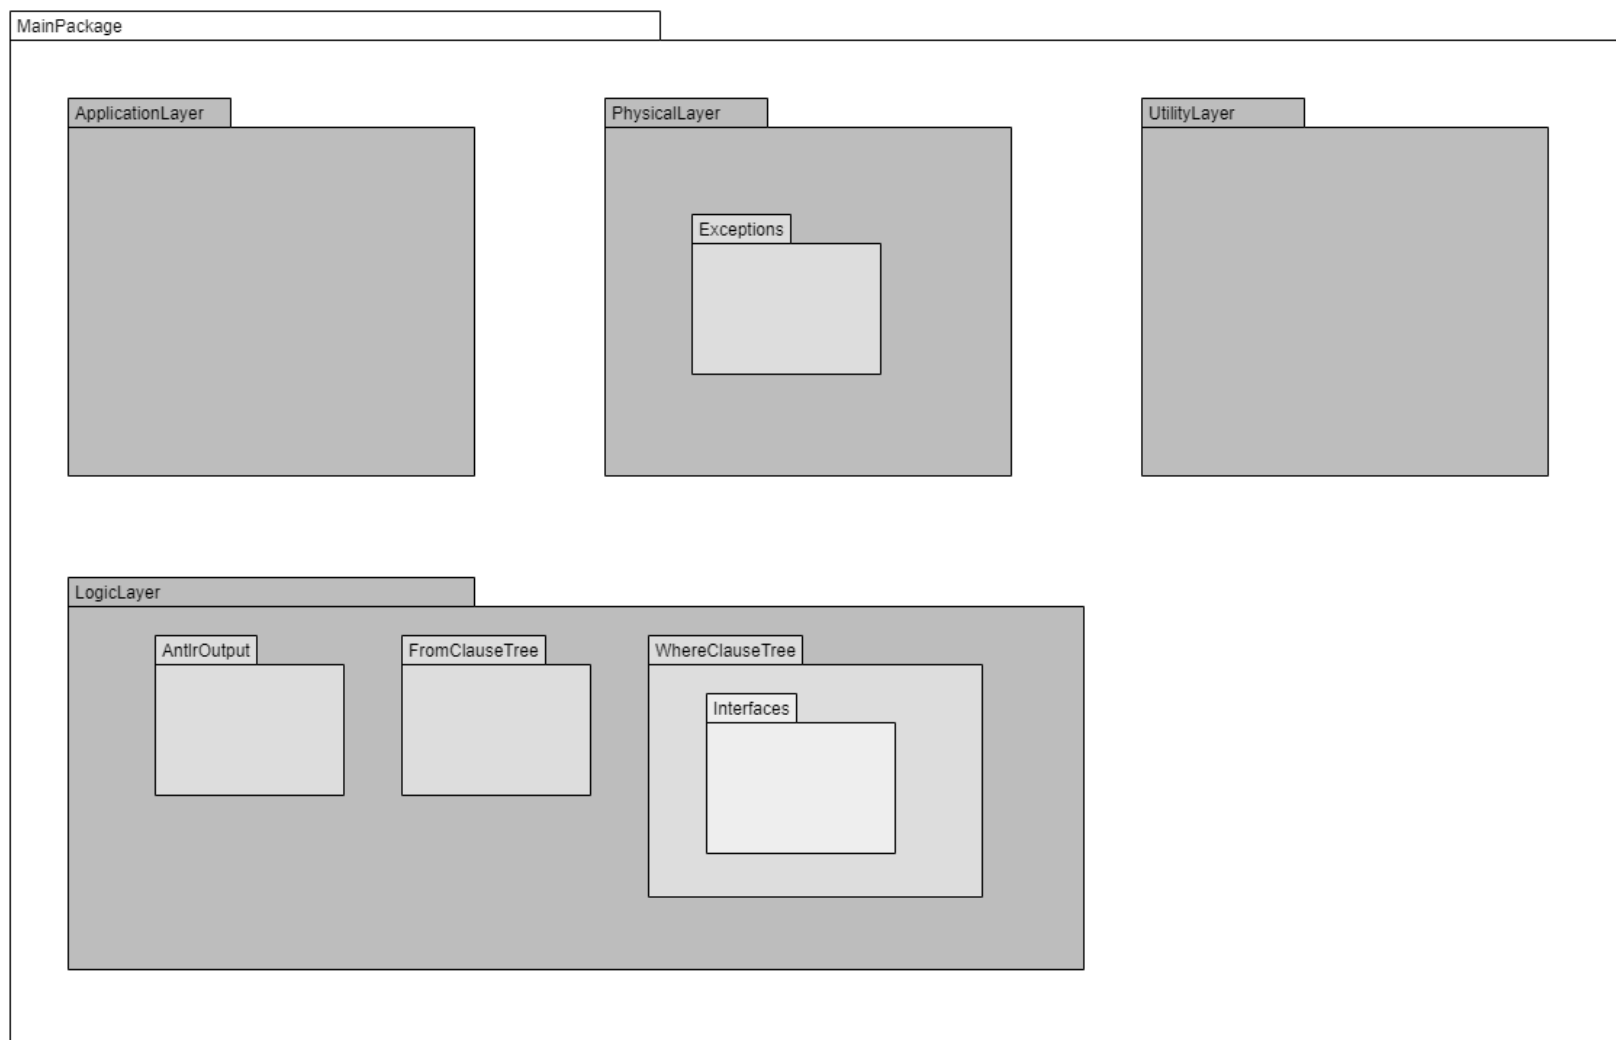 MainPackage
ApplicationLayer
PhysicalLayer
UtilityLayer
Exceptions
LogicLayer
AntlrOutput
FromClauseTree
WhereClauseTree
Interfaces